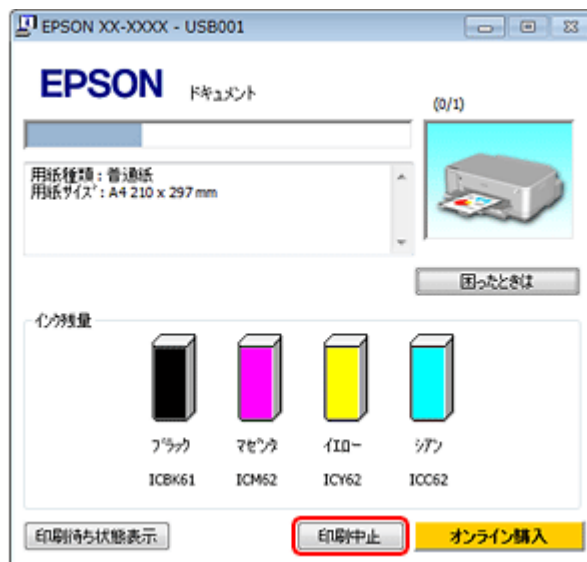 EPSON XX-XXXX - USB001
EPSON ドキュメント
(0/1)
用紙種類 : 普通紙
用紙サイズ : A4 210 x 297 mm
困ったときは
インク残量
ブラック マゼンタ イエロー シアン
ICBK61 ICM62 ICY62 ICC62
印刷待ち状態表示 印刷中止 オンライン購入